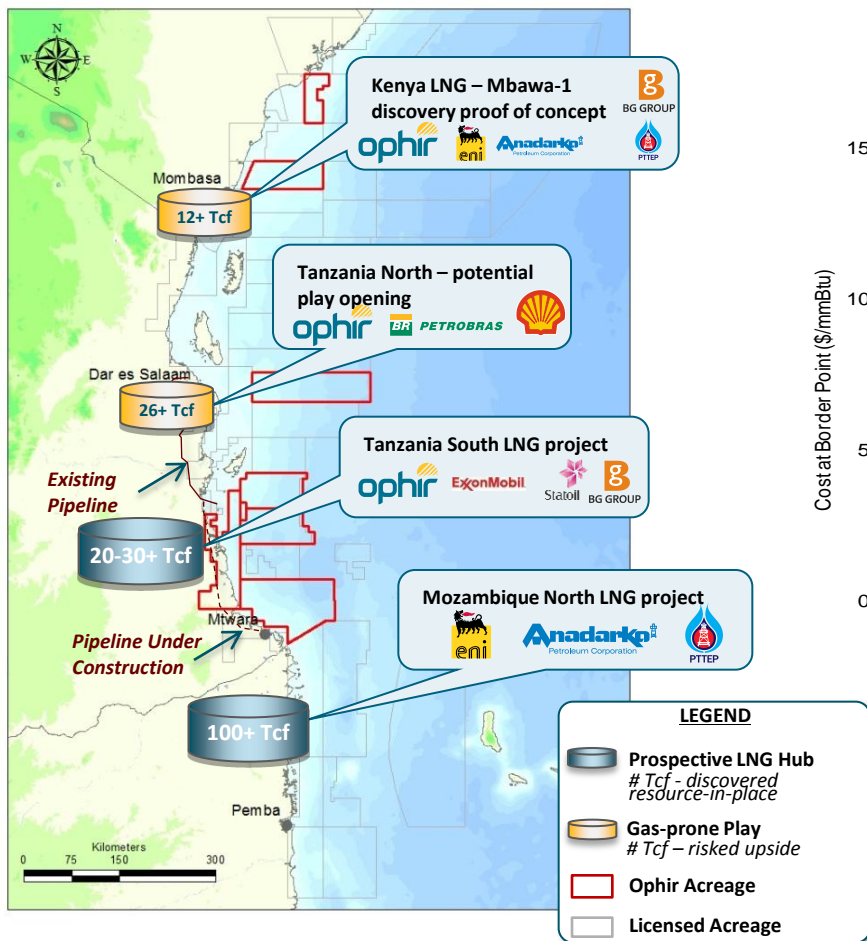 N
W
E
S
Kenya LNG – Mbawa-1
discovery proof of concept
g
BG GROUP
ophir
eni
Anadarko
Petroleum Corporation
PTTEP
Mombasa
12+ Tcf
Tanzania North – potential
play opening
ophir
BR PETROBRAS
Dar es Salaam
26+ Tcf
Tanzania South LNG project
ophir
ExxonMobil
Statoil
g
BG GROUP
Existing
Pipeline
20-30+ Tcf
Mtwara
Pipeline Under
Construction
Mozambique North LNG project
eni
Anadarko
Petroleum Corporation
PTTEP
100+ Tcf
Pemba
Kilometers
0 75 150 300
LEGEND
Prospective LNG Hub
# Tcf - discovered
resource-in-place
Gas-prone Play
# Tcf – risked upside
Ophir Acreage
Licensed Acreage
Cost at Border Point ($/mmBtu)
15
10
5
0